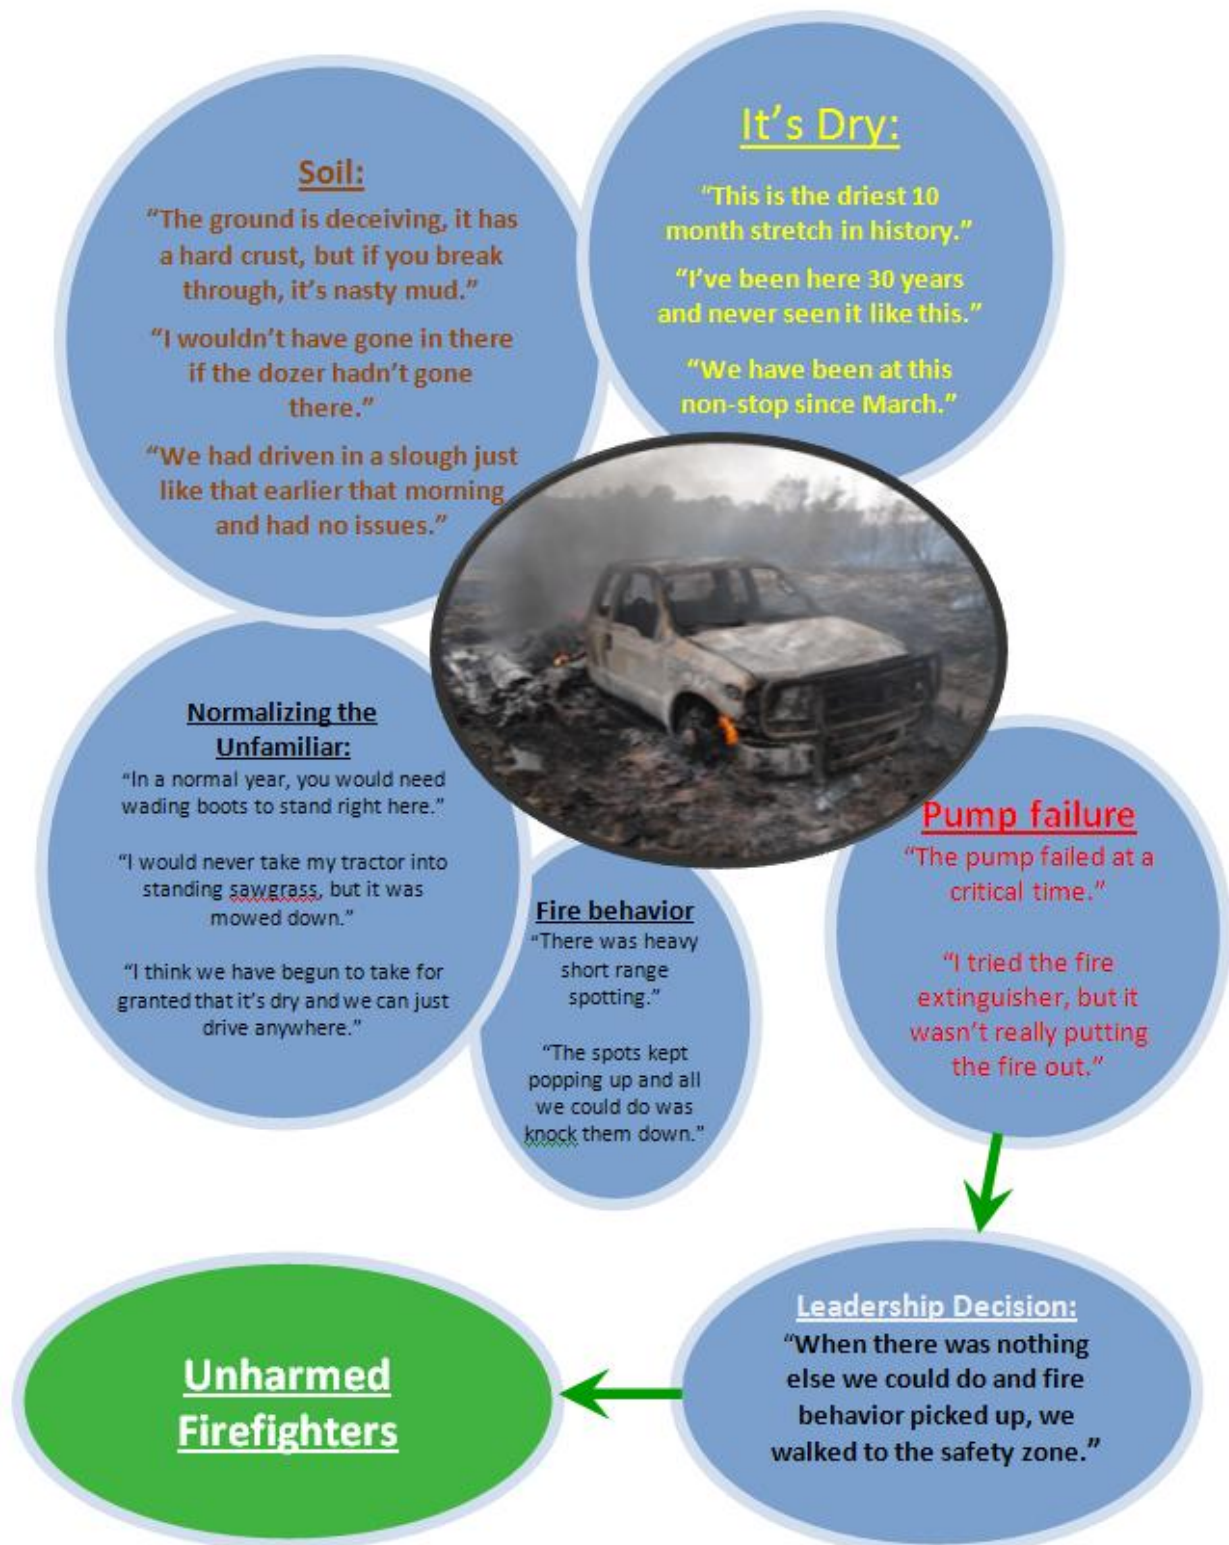 Soil:
“The ground is deceiving, it has
a hard crust, but if you break
through, it’s nasty mud.”
“I wouldn’t have gone in there
if the dozer hadn’t gone
there.”
“We had driven in a slough just
like that earlier that morning
and had no issues.”
It’s Dry:
“This is the driest 10
month stretch in history.”
“I’ve been here 30 years
and never seen it like this.”
“We have been at this
non-stop since March.”
Normalizing the
Unfamiliar:
“In a normal year, you would need
wading boots to stand right here.”
“I would never take my tractor into
standing sawgrass, but it was
mowed down.”
“I think we have begun to take for
granted that it’s dry and we can just
drive anywhere.”
Fire behavior
“There was heavy
short range
spotting.”
“The spots kept
popping up and all
we could do was
knock them down.”
Pump failure
“The pump failed at a
critical time.”
“I tried the fire
extinguisher, but it
wasn’t really putting
the fire out.”
Leadership Decision:
“When there was nothing
else we could do and fire
behavior picked up, we
walked to the safety zone.”
Unharmed
Firefighters